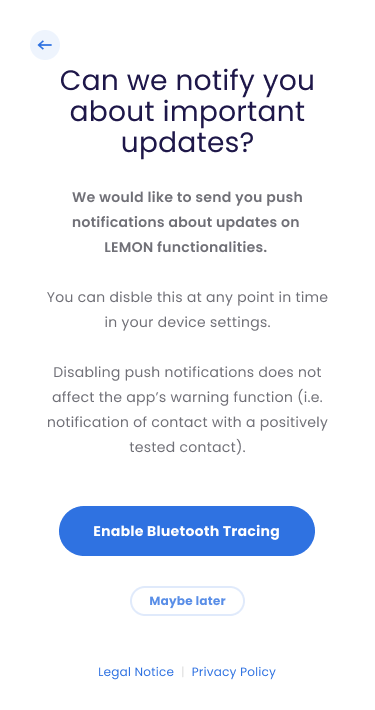 Can we notify you
about important
updates?
We would like to send you push
notifications about updates on
LEMON functionalities.
You can disble this at any point in time
in your device settings.
Disabling push notifications does not
affect the app's warning function (i.e.
notification of contact with a positively
tested contact).
Enable Bluetooth Tracing
Maybe later
Legal Notice | Privacy Policy